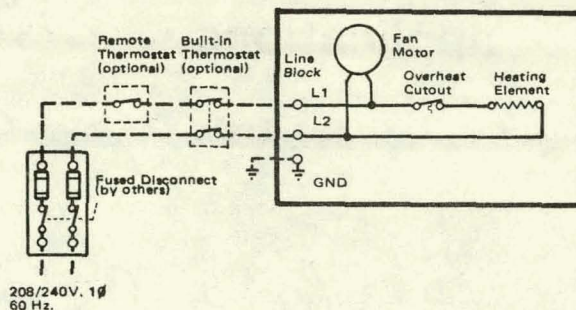 Remote
Thermostat
(optional)
Built-in
Thermostat
(optional)
Line
Block
Fan
Motor
L1
Overheat
Cutout
Heating
Element
L2
GND
Fused Disconnect
(by others)
208/240V. 1Ø
60 Hz.